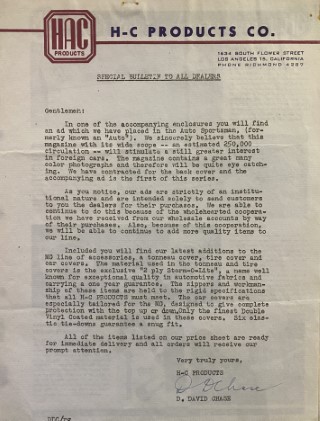 H-C
PRODUCTS
H-C PRODUCTS CO.
1634 SOUTH FLOWER STREET
LOS ANGELES 15, CALIFORNIA
PHONE RICHMOND 4297
SPECIAL BULLETIN TO ALL DEALERS
Gentlemen:
In one of the accompanying enclosures you will find
an ad which we have placed in the Auto Sportsman, (for-
merly known an "Auto"). We sincerely believe that this
magazine with its wide scope -- an estimated 250,000
circulation -- will stimulate a still greater interest
in foreign cars. The magazine contains a great many
color photographs and therefore will be quite eye catch-
ing. We have contracted for the back cover and the
accompanying ad is the first of this series.
As you notice, our ads are strictly of an institu-
tional nature and are intended solely to send customers
to you the dealers for their purchases. We are able to
continue to do this because of the wholehearted coopera-
tion we have received from our wholesale accounts by way
of their purchases. Also, because of this cooperation,
we will be able to continue to add more quality items to
our line.
Included you will find our latest additions to the
MG line of accessories, a tonneau cover, tire cover and
car covers. The material used in the tonneau and tire
covers is the exclusive "2 ply Storm-O-Lite", a name well
known for exceptional quality in automotive fabrics and
carrying a one year guarantee. The zippers and workman-
ship of these items are held to the rigid specifications
that all H-C PRODUCTS must meet. The car covers are
especially tailored for the MG, designed to give complete
protection with the top up or down. Only the finest Double
Vinyl Coated material is used in these covers. Six elas-
tic tie-downs guarantee a snug fit.
All of the items listed on our price sheet are ready
for immediate delivery and all orders will receive our
prompt attention.
Very truly yours,
H-C PRODUCTS
D. DAVID CHASE
DDC/rg